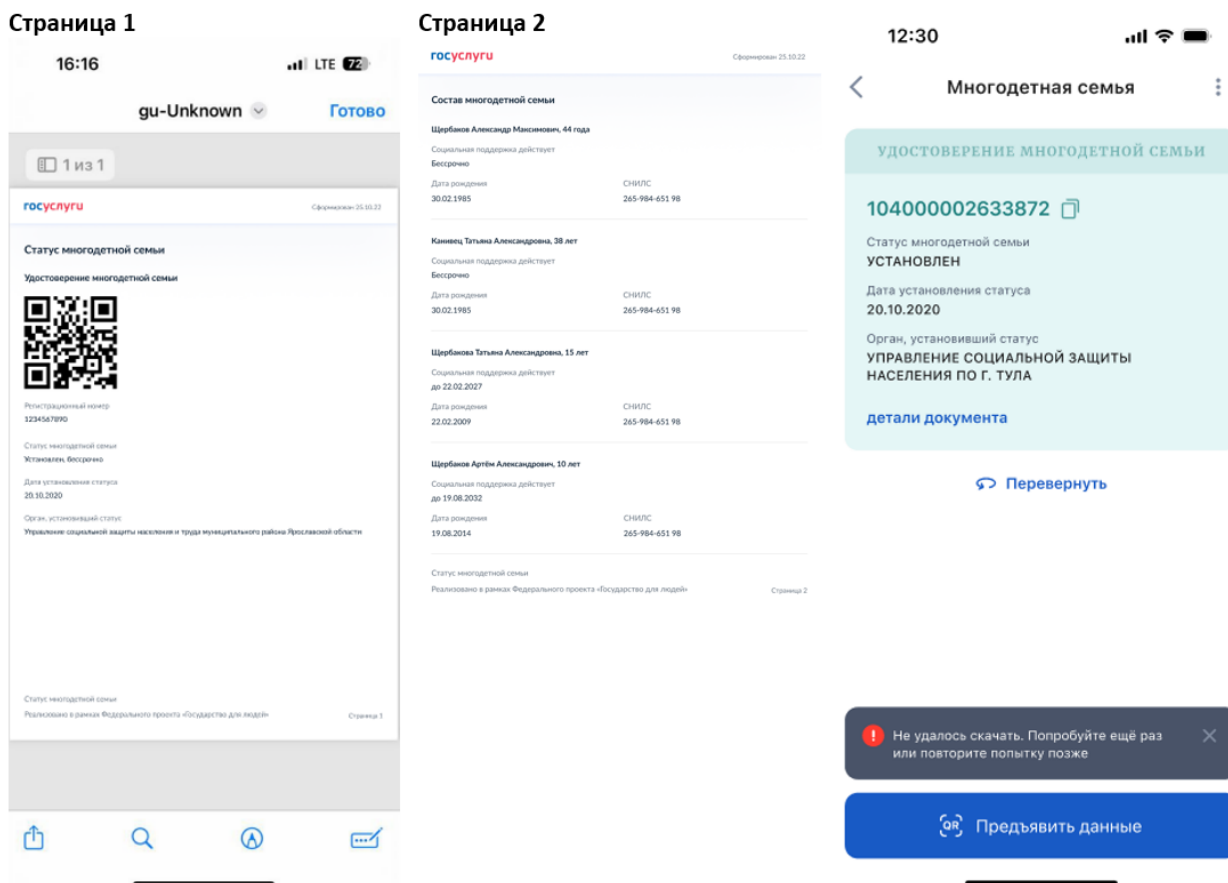 Страница 1
16:16
LTE 72
gu-Unknown
Готово
1 из 1
госуслуги
Сформирован 25.10.22
Статус многодетной семьи
Удостоверение многодетной семьи
Регистрационный номер
1234567890
Статус многодетной семьи
Установлен, бессрочно
Дата установления статуса
20.10.2020
Орган, установивший статус
Управление социальной защиты населения и труда муниципального района Ярославской области
Статус многодетной семьи
Реализовано в рамках Федерального проекта «Государство для людей»
Страница 1
Страница 2
госуслуги
Сформирован 25.10.22
Состав многодетной семьи
Щербаков Александр Максимович, 44 года
Социальная поддержка действует
Бессрочно
Дата рождения
СНИЛС
30.02.1985
265-984-651 98
Канивец Татьяна Александровна, 38 лет
Социальная поддержка действует
Бессрочно
Дата рождения
СНИЛС
30.02.1985
265-984-651 98
Щербакова Татьяна Александровна, 15 лет
Социальная поддержка действует
до 22.02.2027
Дата рождения
СНИЛС
22.02.2009
265-984-651 98
Щербаков Артём Александрович, 10 лет
Социальная поддержка действует
до 19.08.2032
Дата рождения
СНИЛС
19.08.2014
265-984-651 98
Статус многодетной семьи
Реализовано в рамках Федерального проекта «Государство для людей»
Страница 2
12:30
Многодетная семья
УДОСТОВЕРЕНИЕ МНОГОДЕТНОЙ СЕМЬИ
104000002633872
Статус многодетной семьи
УСТАНОВЛЕН
Дата установления статуса
20.10.2020
Орган, установивший статус
УПРАВЛЕНИЕ СОЦИАЛЬНОЙ ЗАЩИТЫ
НАСЕЛЕНИЯ ПО Г. ТУЛА
детали документа
Перевернуть
Не удалось скачать. Попробуйте ещё раз
или повторите попытку позже
QR Предъявить данные